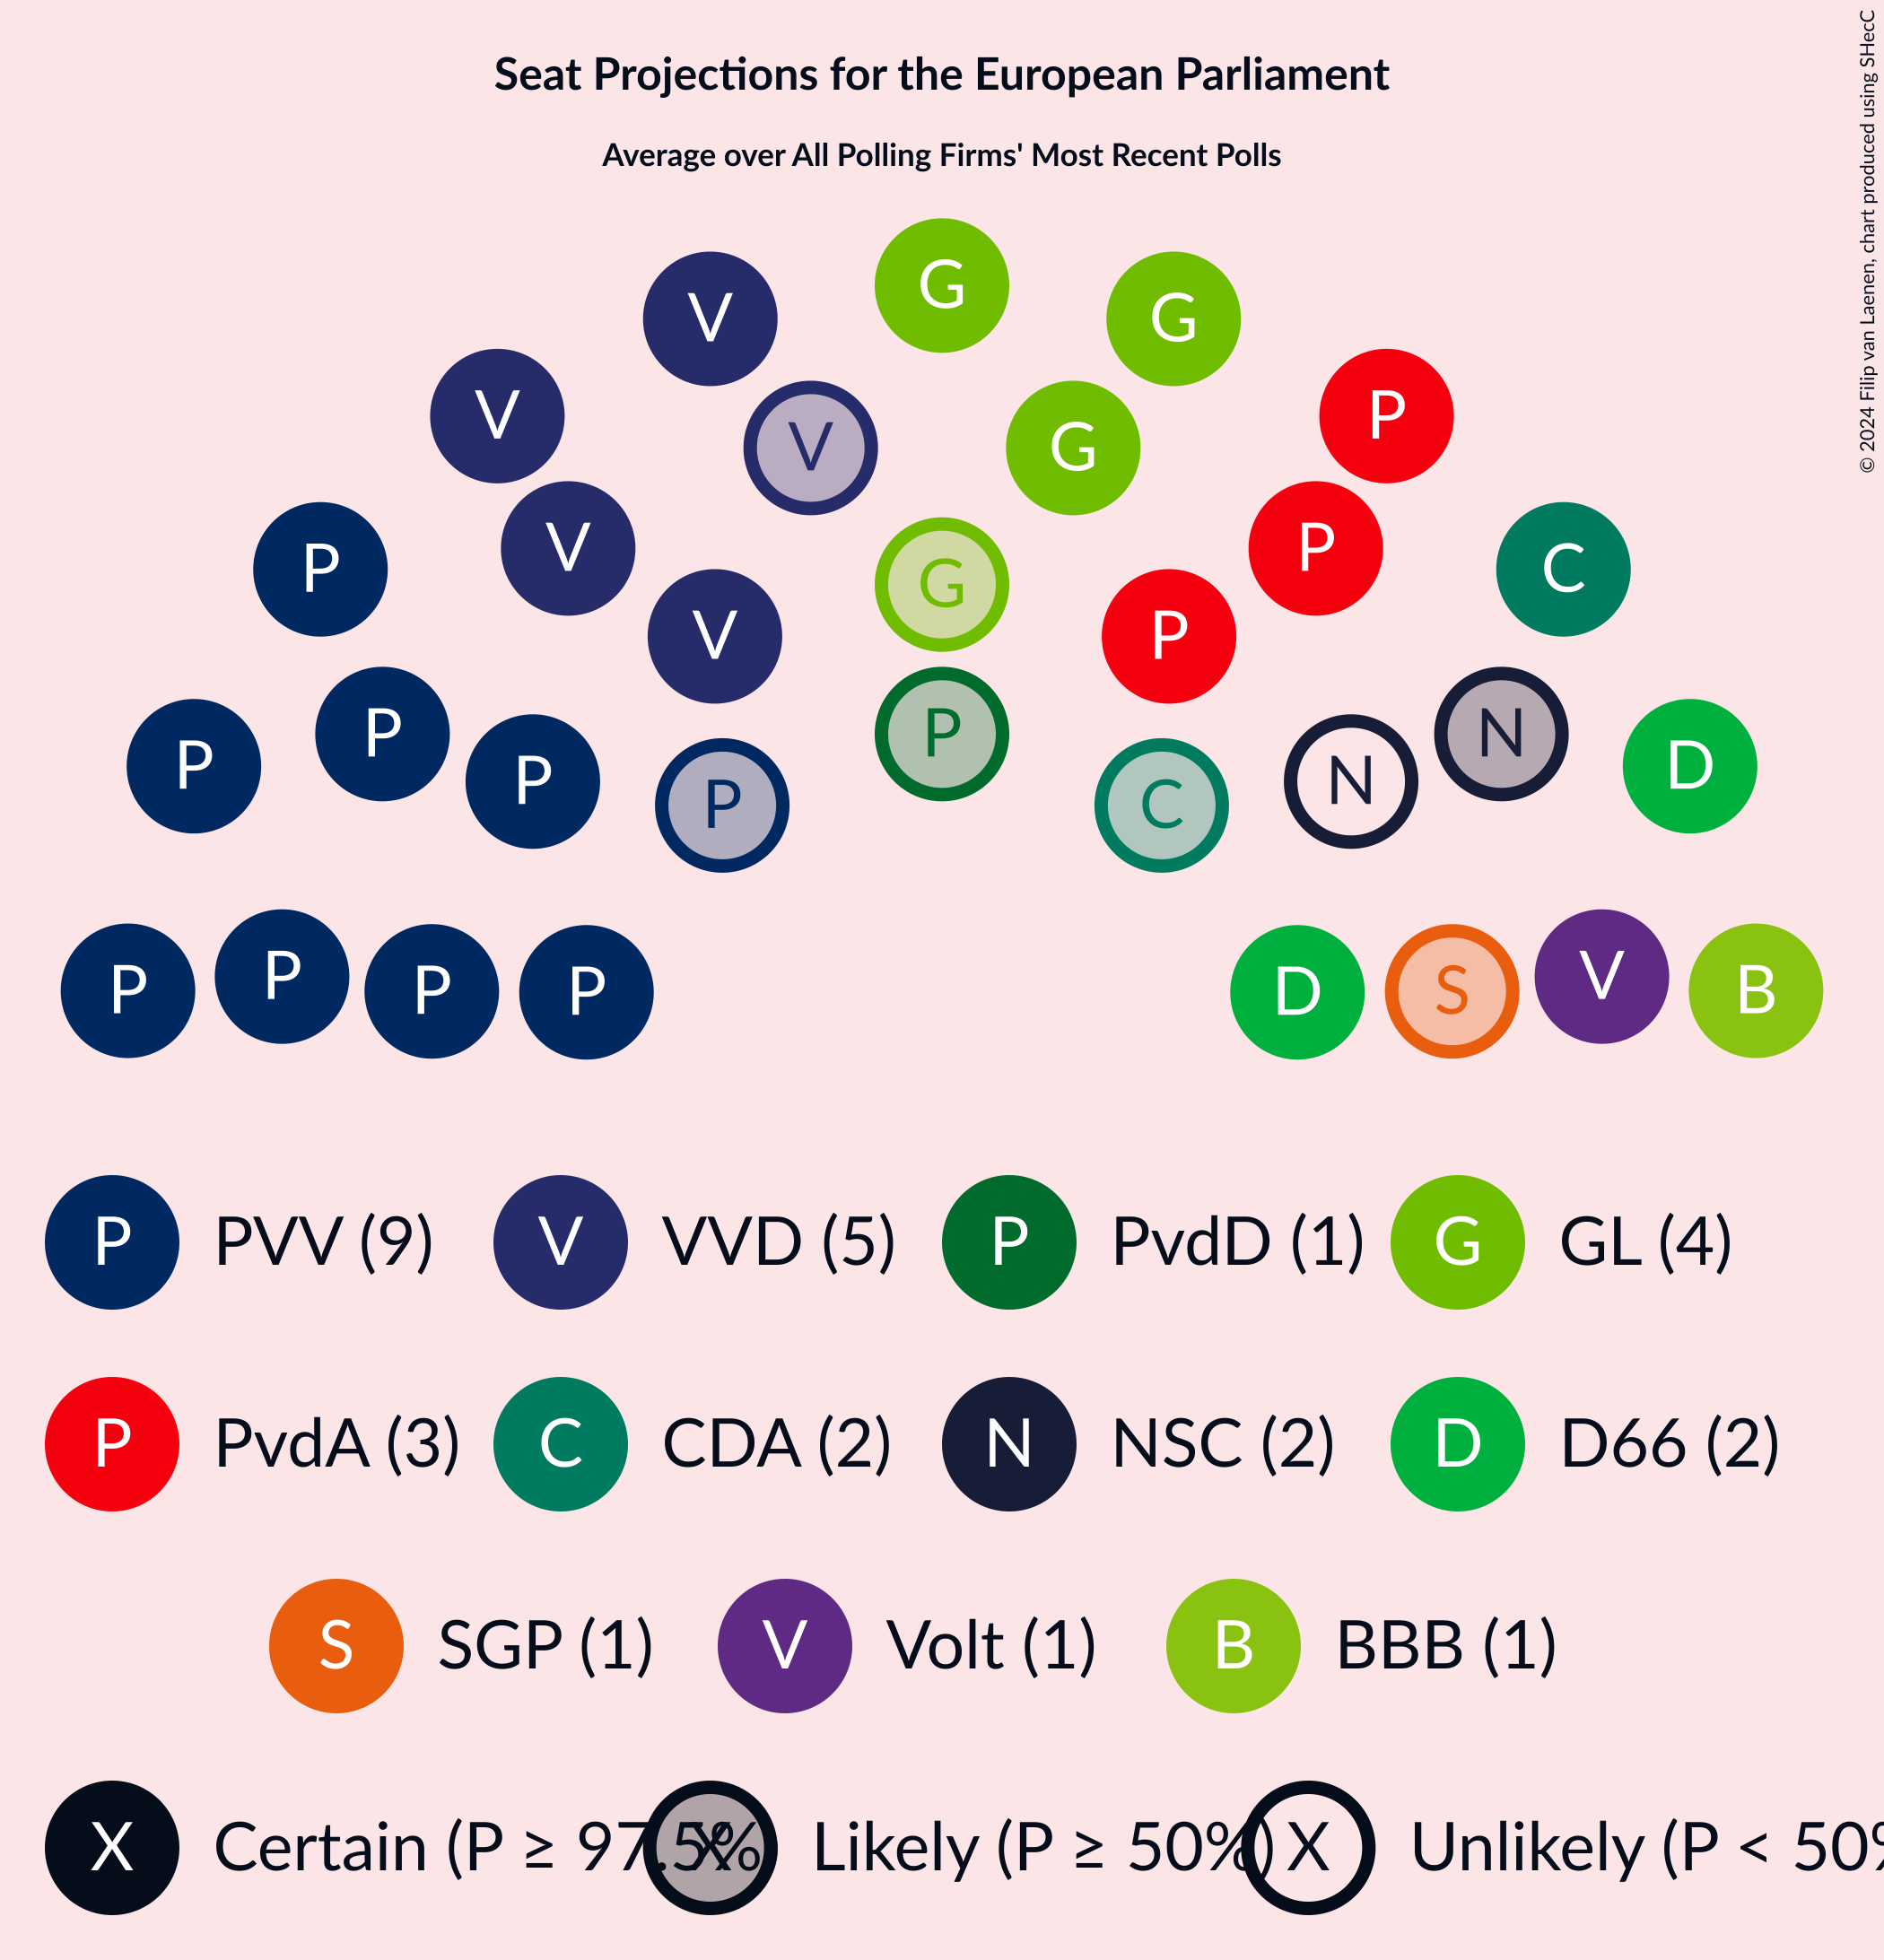 Seat Projections for the European Parliament
Average over All Polling Firms' Most Recent Polls
© 2024 Filip van Laenen, chart produced using SHecC
G
V G
V P
V G
P V G P C
V P
P P P P N N D
P C
P P P P D S V B
P PVV (9) V VVD (5) P PvdD (1) G GL (4)
P PvdA (3) C CDA (2) N NSC (2) D D66 (2)
S SGP (1) V Volt (1) B BBB (1)
X Certain (P ≥ 97.5% X Likely (P ≥ 50%) X Unlikely (P < 50%